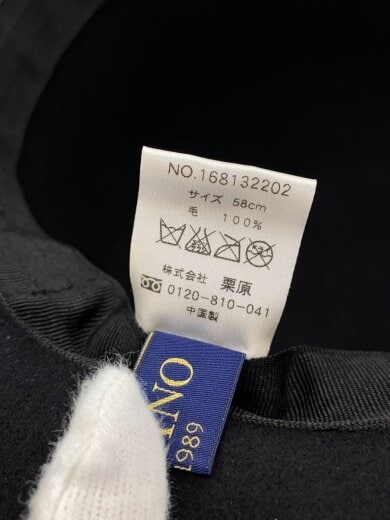 NO.168132202
サイズ 58cm
毛 100%
株式会社 栗原
0120-810-041
中国製
NO
1989